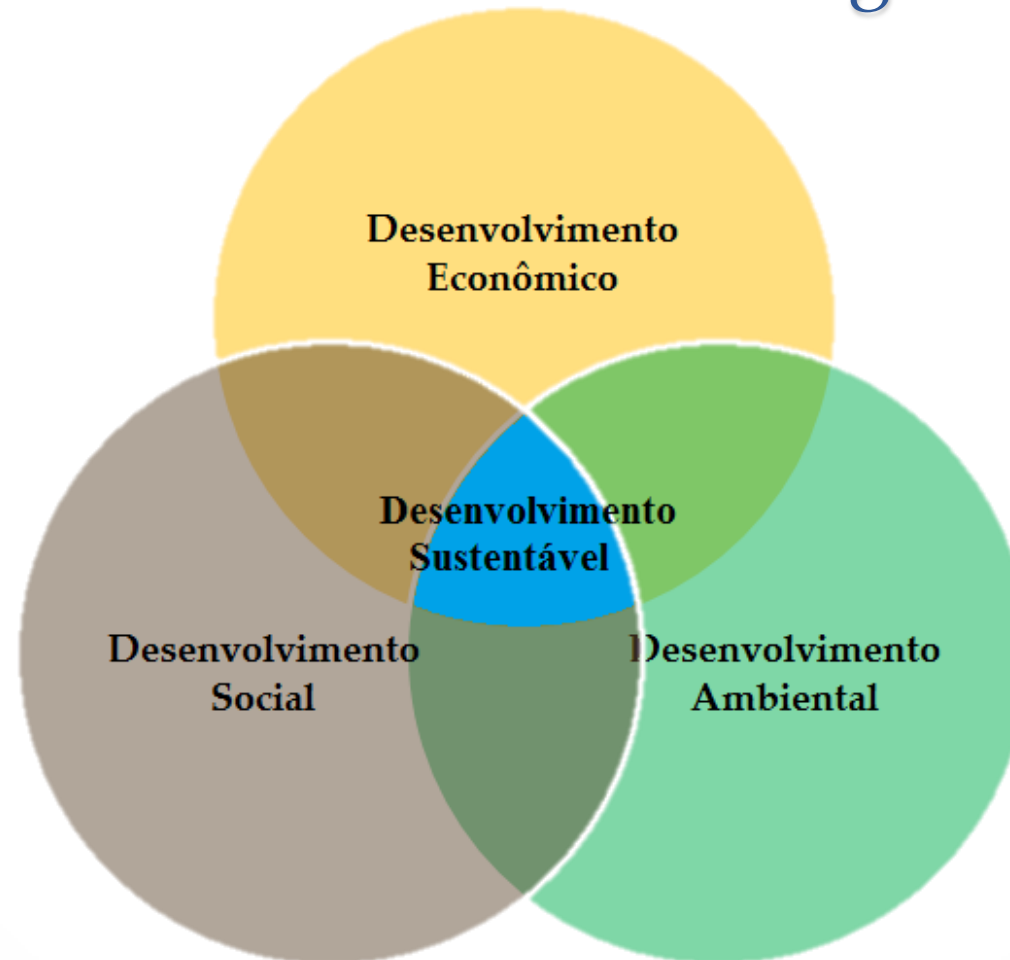 Desenvolvimento
Econômico
Desenvolvimento
Sustentável
Desenvolvimento
Social
Desenvolvimento
Ambiental